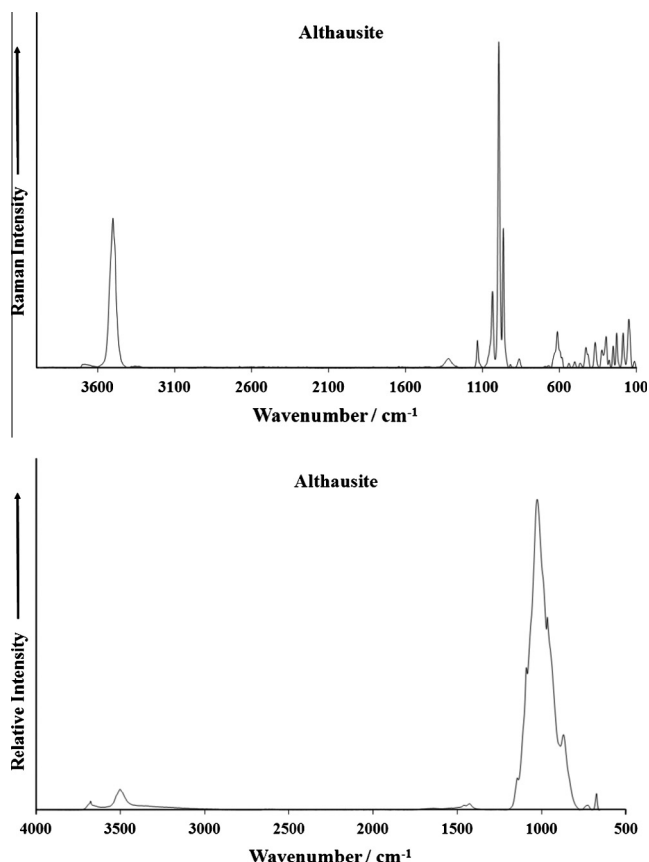 Althausite
Raman Intensity
3600 3100 2600 2100 1600 1100 600 100
Wavenumber / cm-1
Althausite
Relative Intensity
4000 3500 3000 2500 2000 1500 1000 500
Wavenumber / cm-1